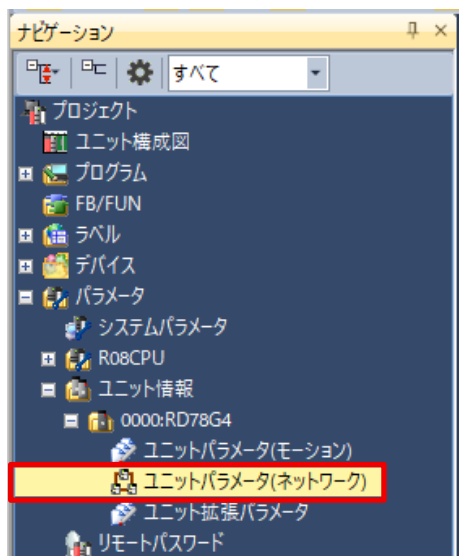 ナビゲーション
すべて
プロジェクト
ユニット構成図
プログラム
FB/FUN
ラベル
デバイス
パラメータ
システムパラメータ
R08CPU
ユニット情報
0000:RD78G4
ユニットパラメータ(モーション)
ユニットパラメータ(ネットワーク)
ユニット拡張パラメータ
リモートパスワード